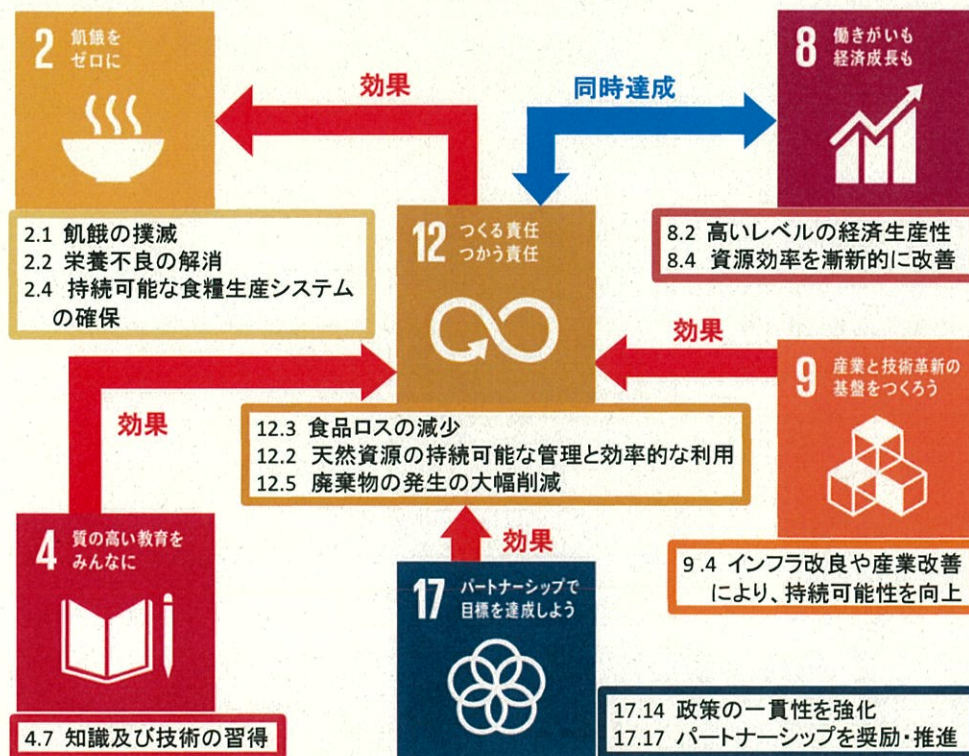 2 飢餓を
ゼロに
8 働きがいも
経済成長も
効果
同時達成
2.1 飢餓の撲滅
2.2 栄養不良の解消
2.4 持続可能な食糧生産システム
の確保
12 つくる責任
つかう責任
8.2 高いレベルの経済生産性
8.4 資源効率を漸新的に改善
効果
9 産業と技術革新の
基盤をつくろう
効果
12.3 食品ロスの減少
12.2 天然資源の持続可能な管理と効率的な利用
12.5 廃棄物の発生の大幅削減
4 質の高い教育を
みんなに
効果
17 パートナーシップで
目標を達成しよう
9.4 インフラ改良や産業改善
により、持続可能性を向上
4.7 知識及び技術の習得
17.14 政策の一貫性を強化
17.17 パートナーシップを奨励・推進